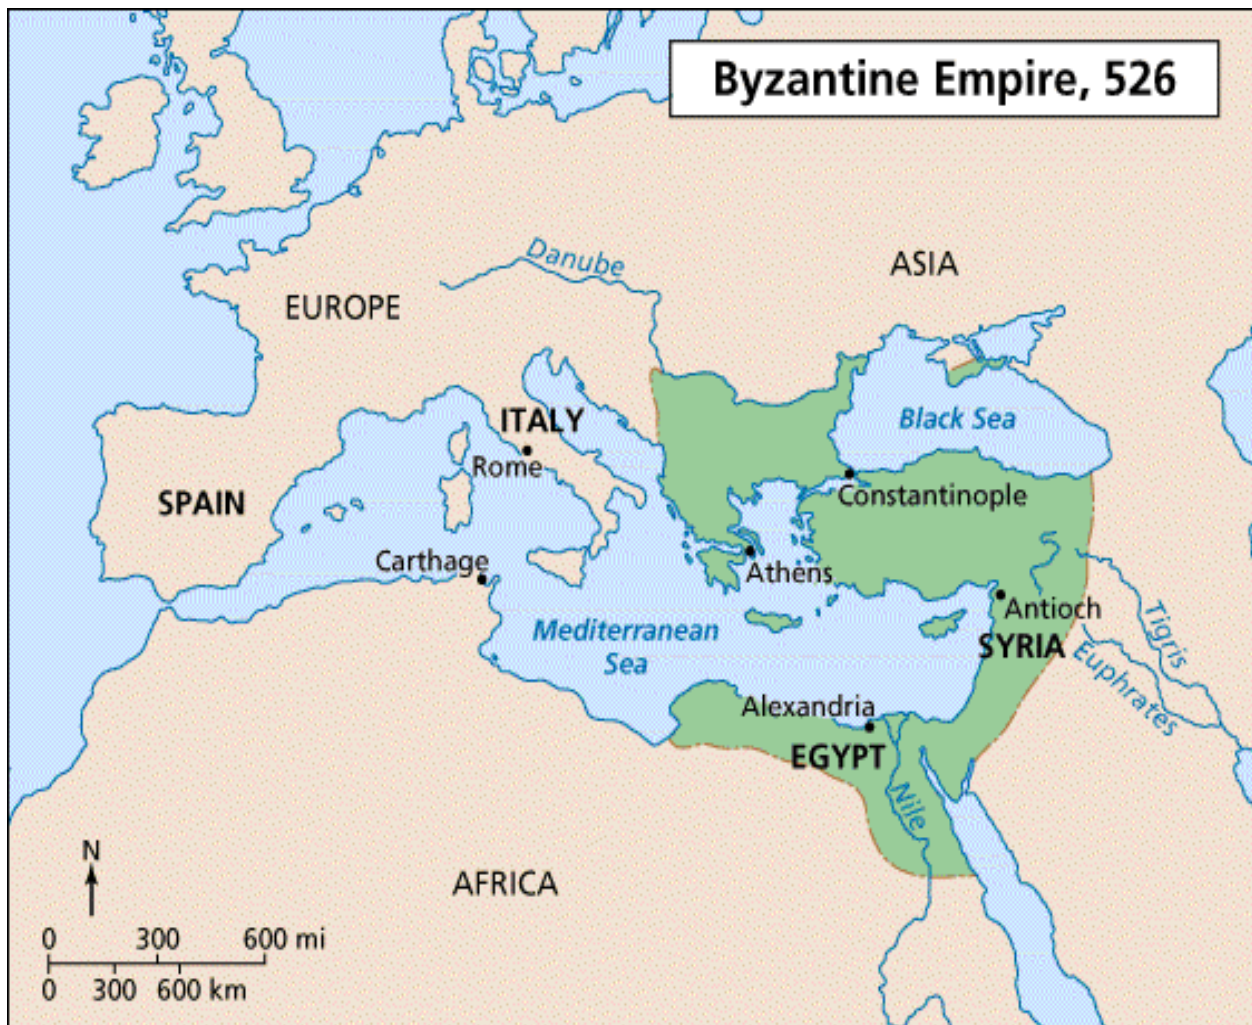 Byzantine Empire, 526
Danube
ASIA
EUROPE
ITALY
Black Sea
Rome
SPAIN
Constantinople
Carthage
Athens
Antioch
Mediterranean
Sea
SYRIA
Tigris
Euphrates
Alexandria
EGYPT
Nile
AFRICA
N
0 300 600 mi
0 300 600 km